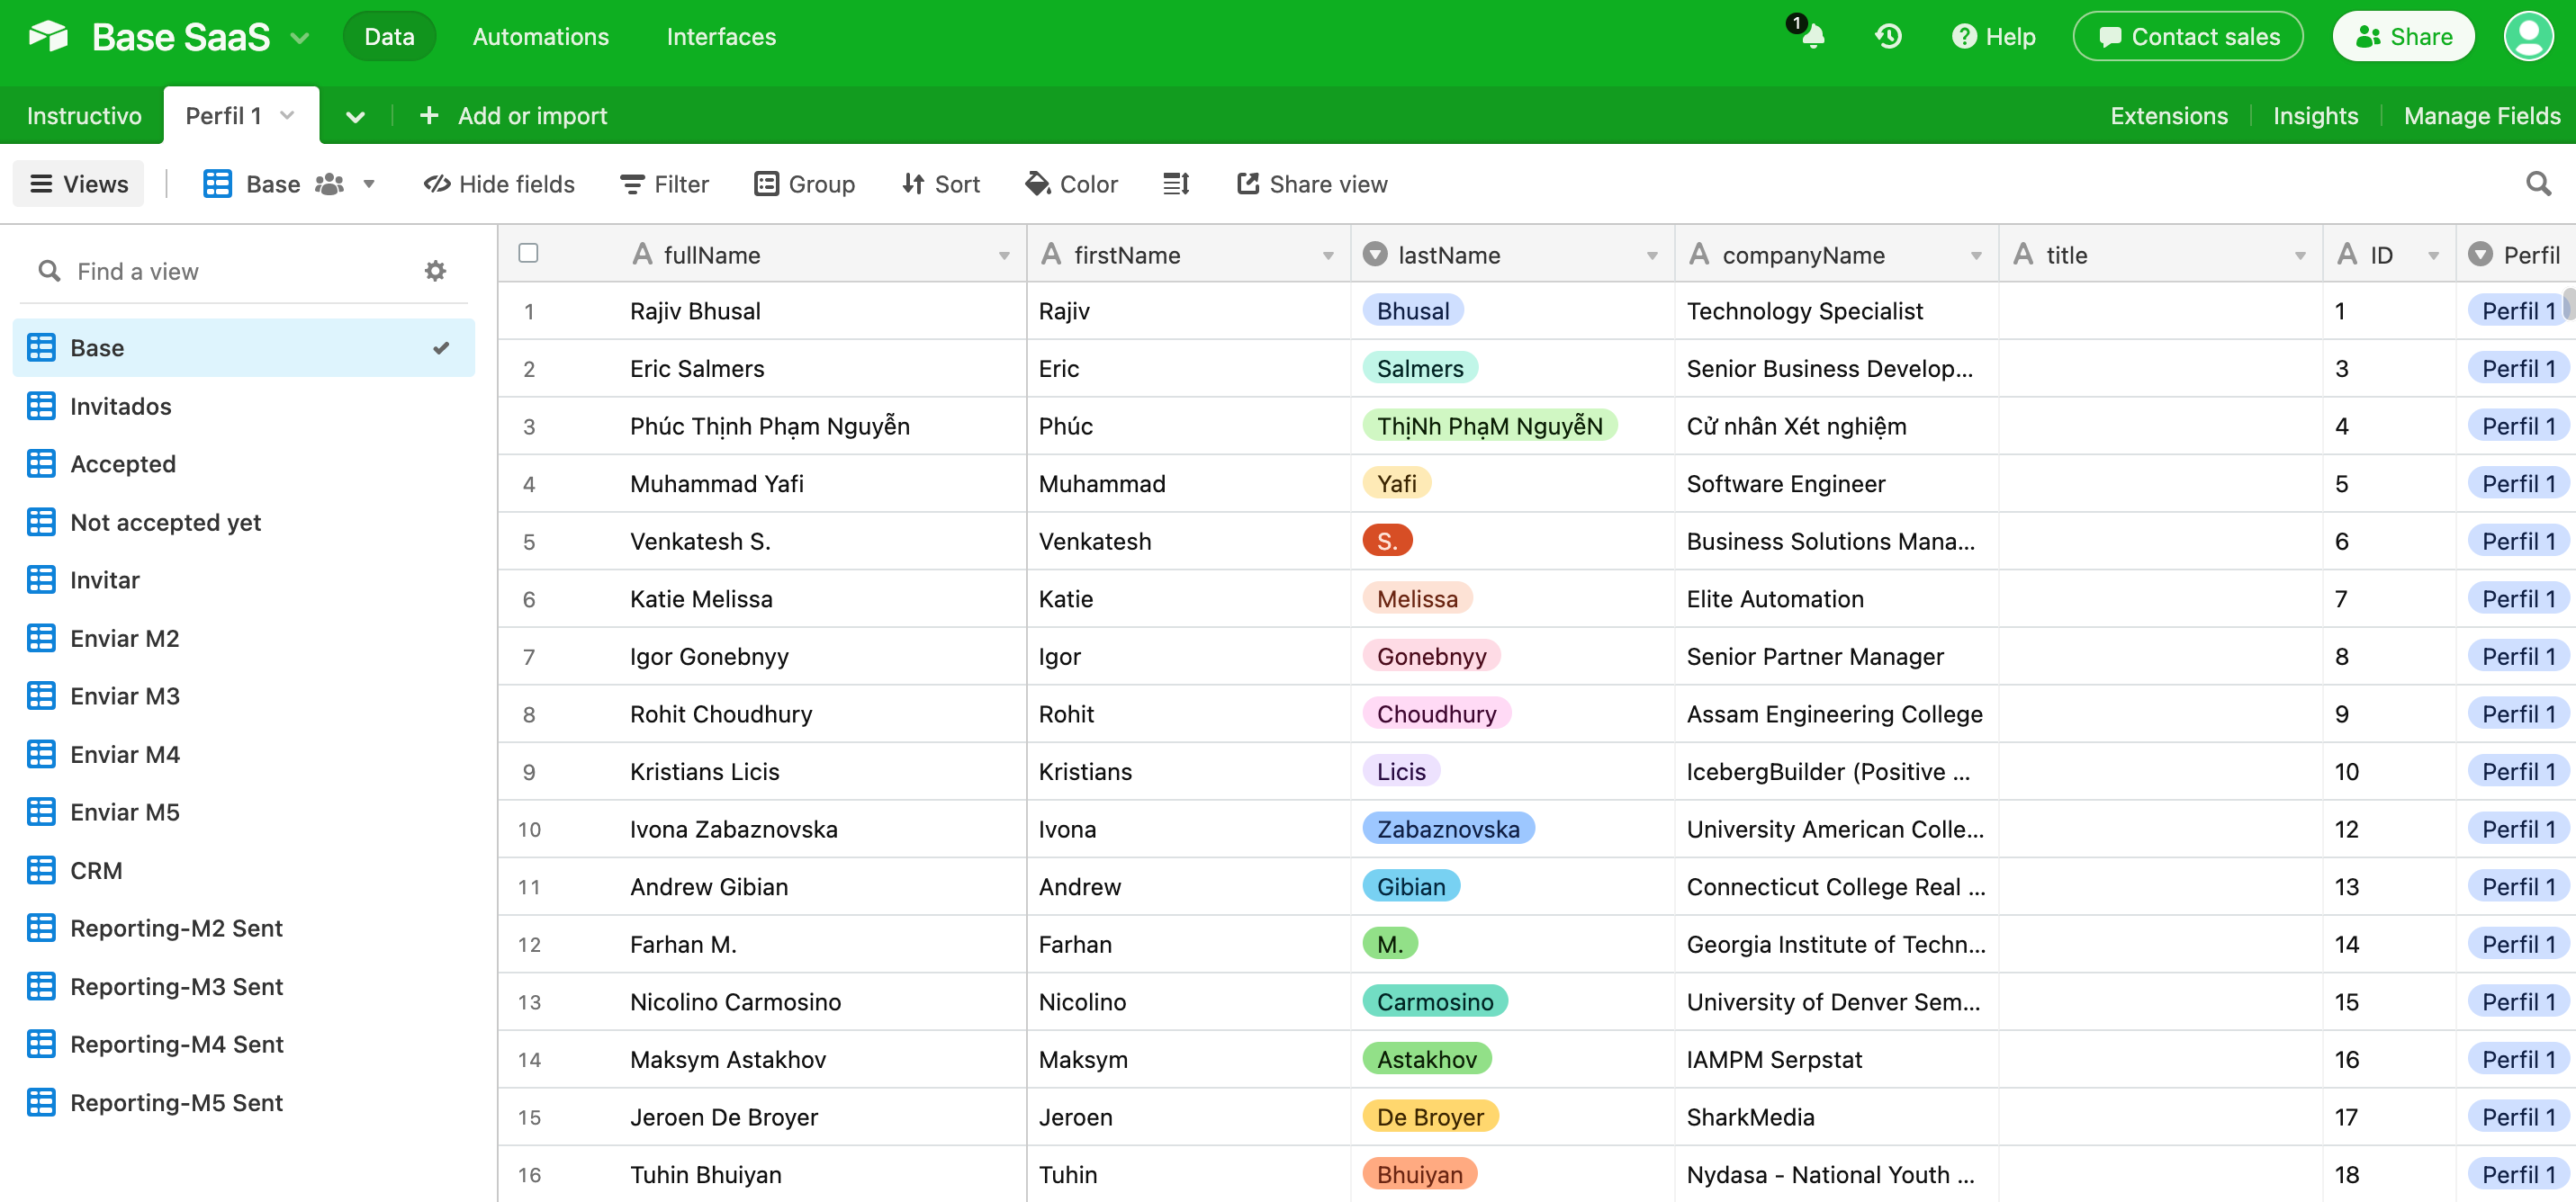 Base SaaS Data Automations Interfaces 1 Help Contact sales Share
Instructivo Perfil 1 Add or import Extensions Insights Manage Fields
Views Base Hide fields Filter Group Sort Color Share view
Find a view
Base
Invitados
Accepted
Not accepted yet
Invitar
Enviar M2
Enviar M3
Enviar M4
Enviar M5
CRM
Reporting-M2 Sent
Reporting-M3 Sent
Reporting-M4 Sent
Reporting-M5 Sent
fullName firstName lastName companyName title ID Perfil
1 Rajiv Bhusal Rajiv Bhusal Technology Specialist 1 Perfil 1
2 Eric Salmers Eric Salmers Senior Business Develop... 3 Perfil 1
3 Phúc Thịnh Phạm Nguyễn Phúc ThịNh PhạM NguyễN Cử nhân Xét nghiệm 4 Perfil 1
4 Muhammad Yafi Muhammad Yafi Software Engineer 5 Perfil 1
5 Venkatesh S. Venkatesh S. Business Solutions Mana... 6 Perfil 1
6 Katie Melissa Katie Melissa Elite Automation 7 Perfil 1
7 Igor Gonebnyy Igor Gonebnyy Senior Partner Manager 8 Perfil 1
8 Rohit Choudhury Rohit Choudhury Assam Engineering College 9 Perfil 1
9 Kristians Licis Kristians Licis IcebergBuilder (Positive ... 10 Perfil 1
10 Ivona Zabaznovska Ivona Zabaznovska University American Colle... 12 Perfil 1
11 Andrew Gibian Andrew Gibian Connecticut College Real ... 13 Perfil 1
12 Farhan M. Farhan M. Georgia Institute of Techn... 14 Perfil 1
13 Nicolino Carmosino Nicolino Carmosino University of Denver Sem... 15 Perfil 1
14 Maksym Astakhov Maksym Astakhov IAMPM Serpstat 16 Perfil 1
15 Jeroen De Broyer Jeroen De Broyer SharkMedia 17 Perfil 1
16 Tuhin Bhuiyan Tuhin Bhuiyan Nydasa - National Youth ... 18 Perfil 1